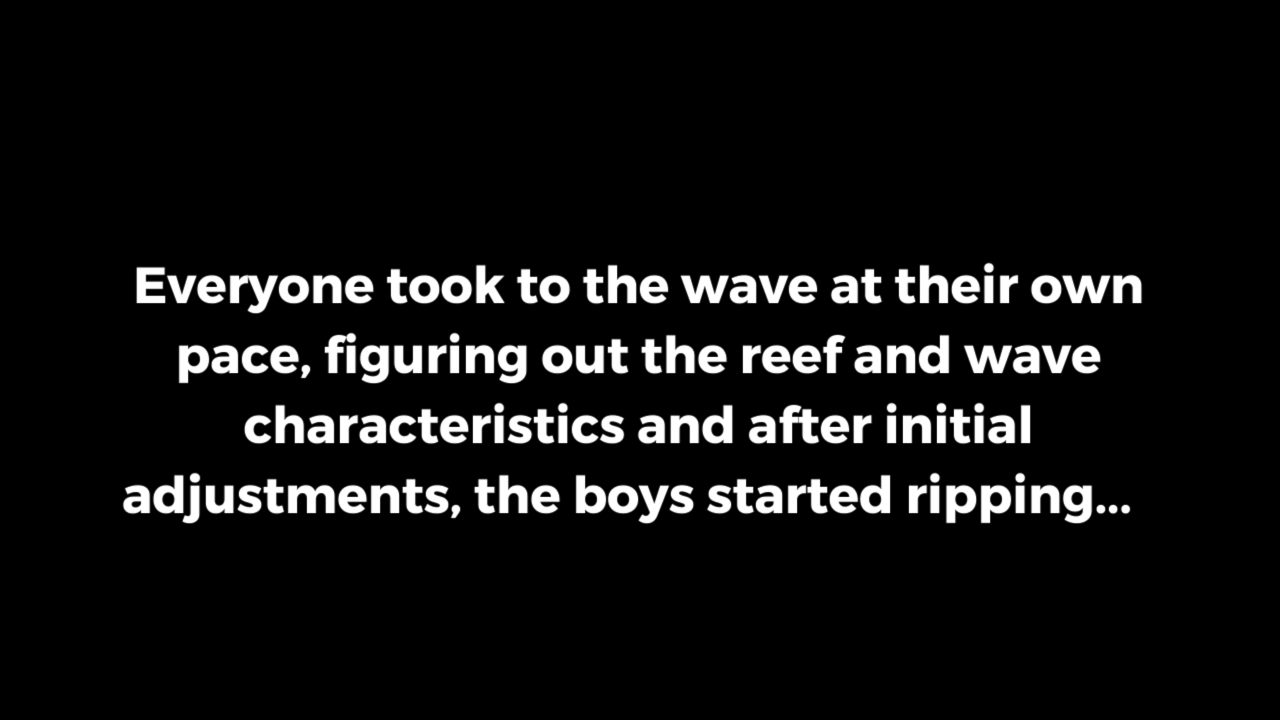 Everyone took to the wave at their own
pace, figuring out the reef and wave
characteristics and after initial
adjustments, the boys started ripping...